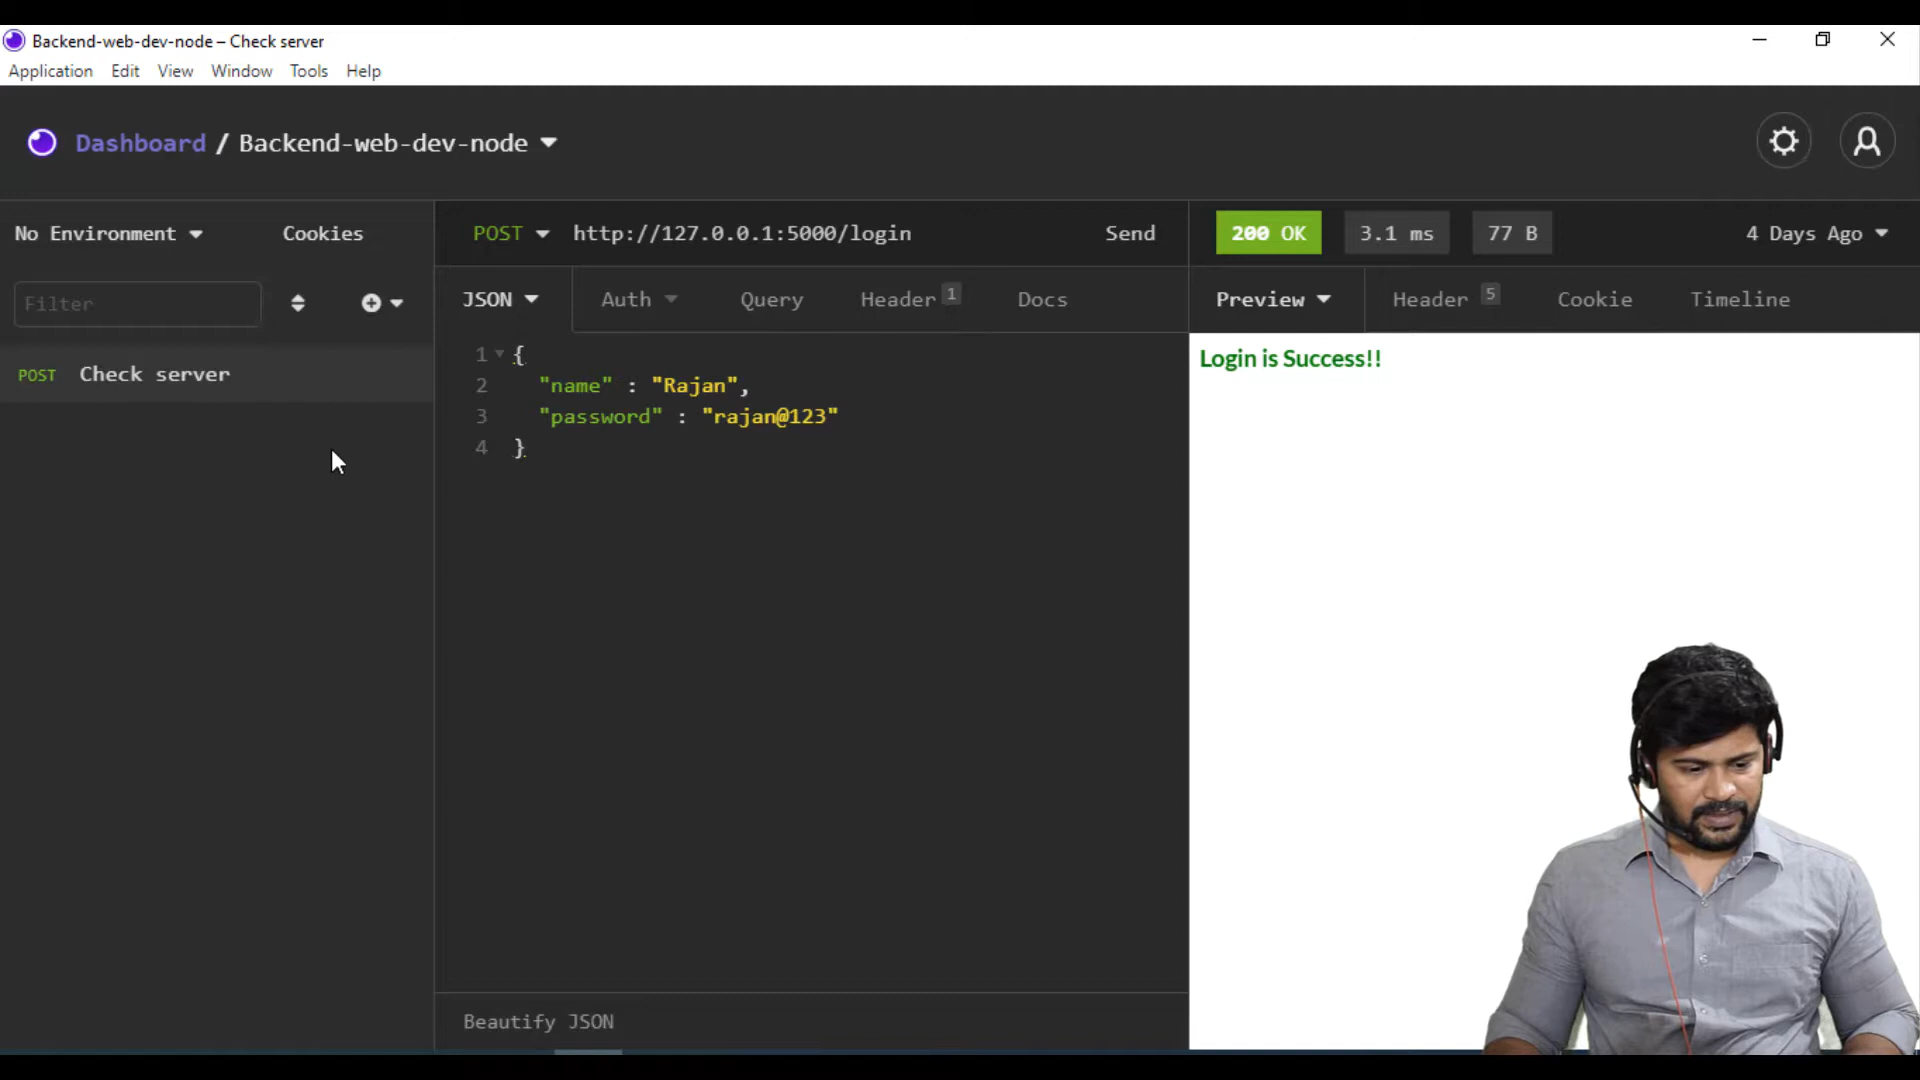 Backend-web-dev-node – Check server
Application Edit View Window Tools Help
Dashboard / Backend-web-dev-node
No Environment Cookies
POST http://127.0.0.1:5000/login Send
200 OK 3.1 ms 77 B 4 Days Ago
Filter
JSON Auth Query Header 1 Docs
Preview Header 5 Cookie Timeline
POST Check server
1 {
2 "name" : "Rajan",
3 "password" : "rajan@123"
4 }
Login is Success!!
Beautify JSON